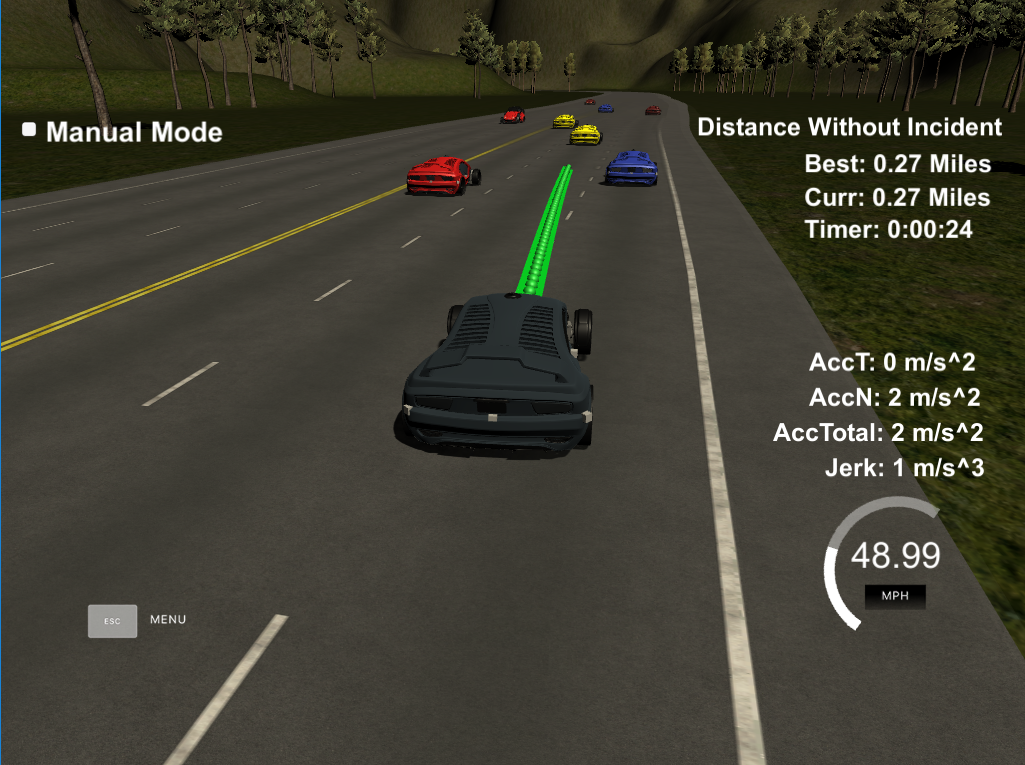 Manual Mode
Distance Without Incident
Best: 0.27 Miles
Curr: 0.27 Miles
Timer: 0:00:24
AccT: 0 m/s^2
AccN: 2 m/s^2
AccTotal: 2 m/s^2
Jerk: 1 m/s^3
48.99
MPH
ESC MENU